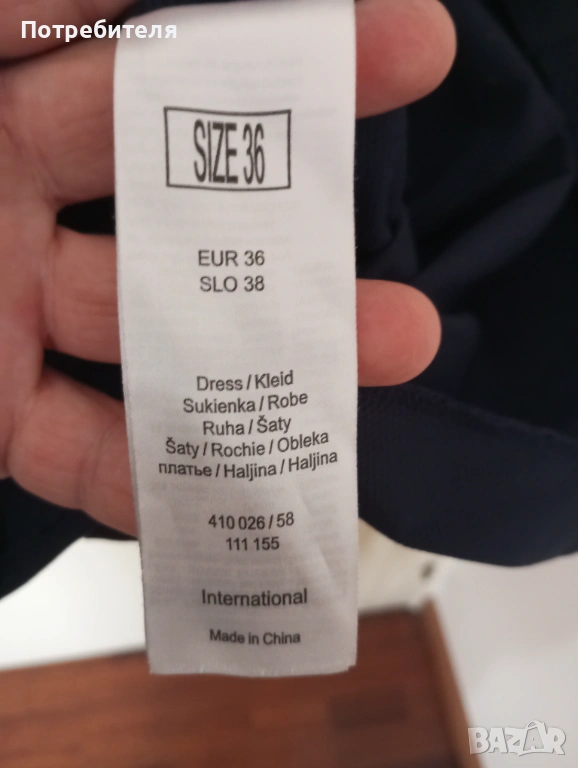 Потребителя
SIZE 36
EUR 36
SLO 38
Dress / Kleid
Sukienka / Robe
Ruha / Šaty
Šaty / Rochie / Obleka
платье / Haljina / Haljina
410 026 / 58
111 155
International
Made in China
BAZAR